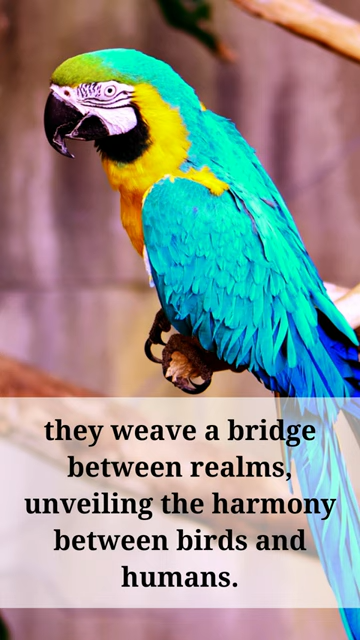 they weave a bridge
between realms,
unveiling the harmony
between birds and
humans.